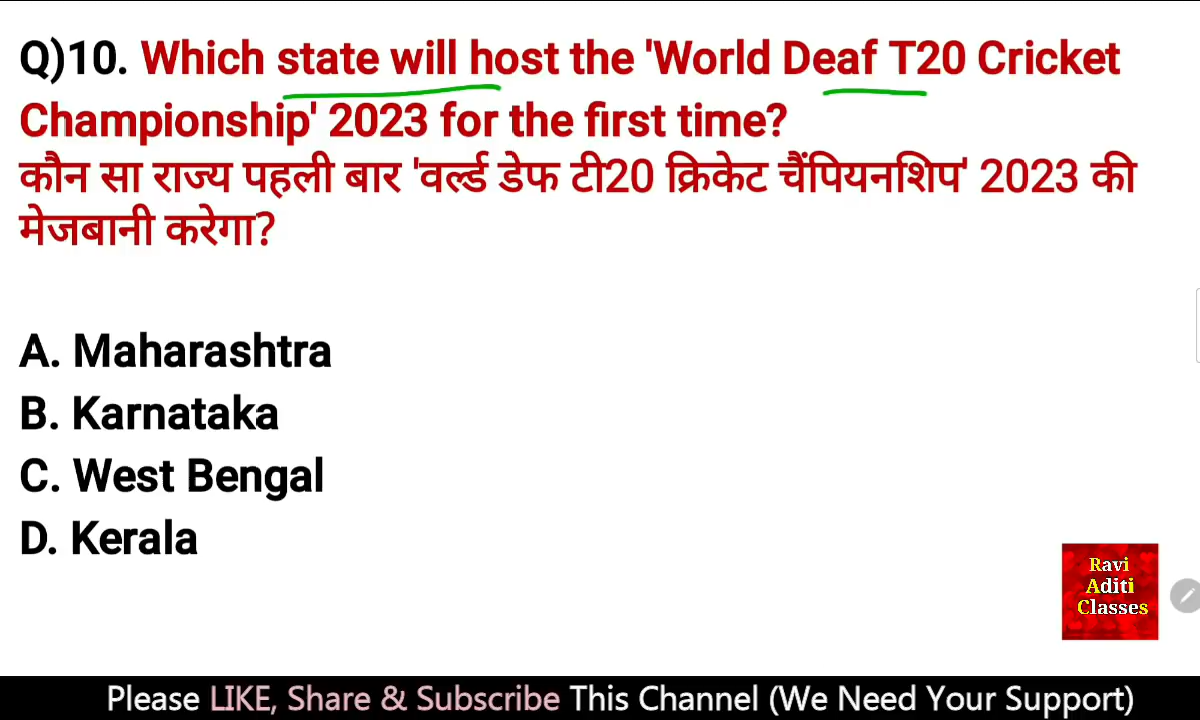 Q)10. Which state will host the 'World Deaf T20 Cricket
Championship' 2023 for the first time?
कौन सा राज्य पहली बार 'वर्ल्ड डेफ टी20 क्रिकेट चैंपियनशिप' 2023 की
मेजबानी करेगा?
A. Maharashtra
B. Karnataka
C. West Bengal
D. Kerala
Ravi
Aditi
Classes
Please LIKE, Share & Subscribe This Channel (We Need Your Support)